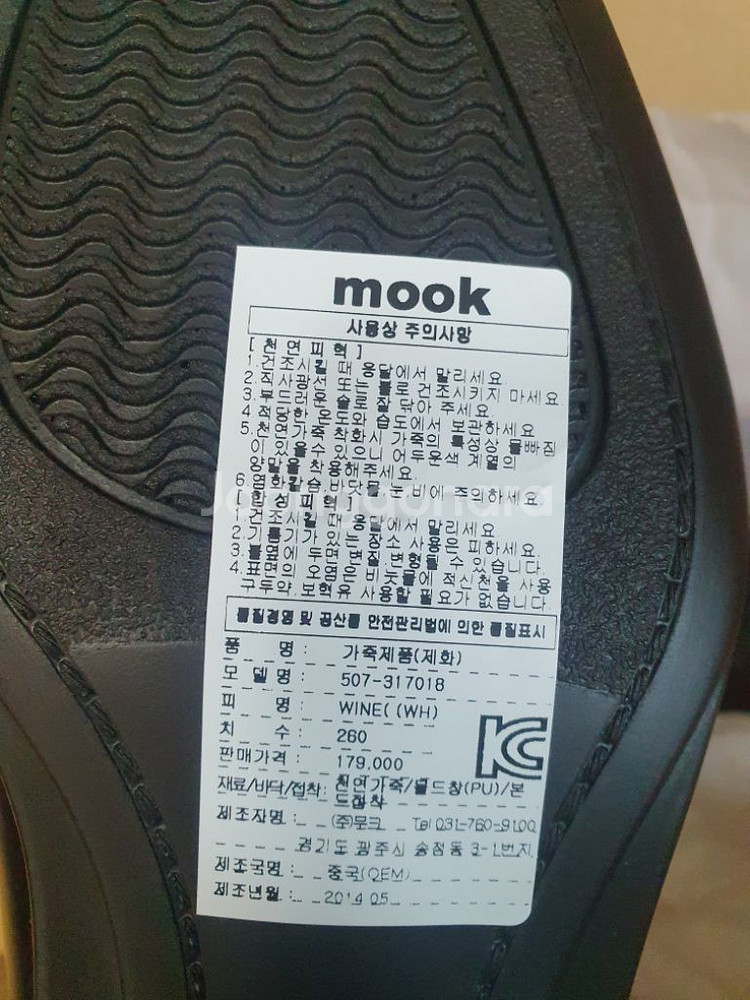 mook
사용상 주의사항
[ 천 연 피 혁 ]
1.건조시킬 때 응달에서 말리세요.
2.직사광선 또는 불로 건조시키지 마세요
3.부드러운 솔로 잘 닦아 주세요.
4.적당한 온도와 습도에서 보관하세요
5.천연가죽 착화시 가죽의 특성상 물빠짐
이 있을수 있으니 어두운색 계열의
양말을 착용해주세요.
6.염화칼슘.바닷물.눈.비에 주의하세요
[합성피혁]
1.건조시킬 때 응달에서 말리세요
2.기름기가 있는 장소 사용은 피하세요.
3.불옆에 두면 변질.변형될 수 있습니다.
4.표면의 오염은 비눗물에 적신천을 사용
구두약.보혁유 사용할 필요가 없습니다.
품질경영 및 공산품 안전관리법에 의한 품질표시
품 명 : 가죽제품(제화)
모 델 명 : 507-317018
피 명 : WINE( (WH)
치 수 : 260
판매가격 : 179,000
재료/바닥/접착: 천연가죽/몰드창(PU)/본
드접착
제조자명 : (주)무크 Tel 031-760-9100
경기도 광주시 송정동 3-1번지
제조국명 : 중국(OEM)
제조년월 : 2014.05
Joonggonara